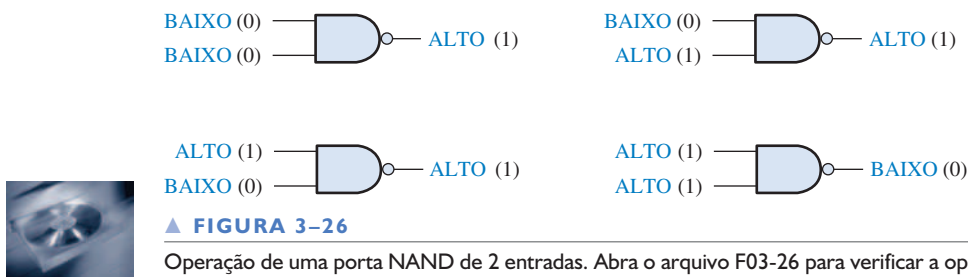 BAIXO (0)
BAIXO (0)
ALTO (1)
BAIXO (0)
ALTO (1)
ALTO (1)
ALTO (1)
BAIXO (0)
ALTO (1)
ALTO (1)
ALTO (1)
BAIXO (0)
▲ FIGURA 3–26
Operação de uma porta NAND de 2 entradas. Abra o arquivo F03-26 para verificar a op